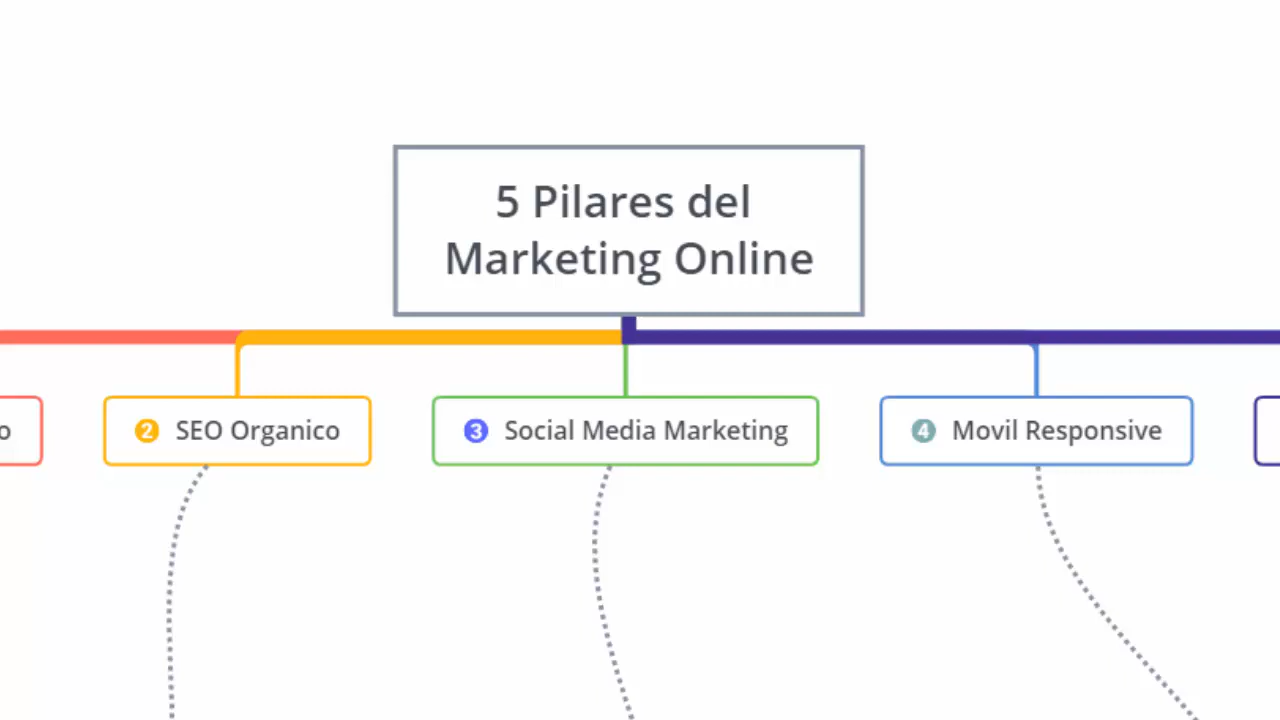 5 Pilares del
Marketing Online
2 SEO Organico
3 Social Media Marketing
4 Movil Responsive